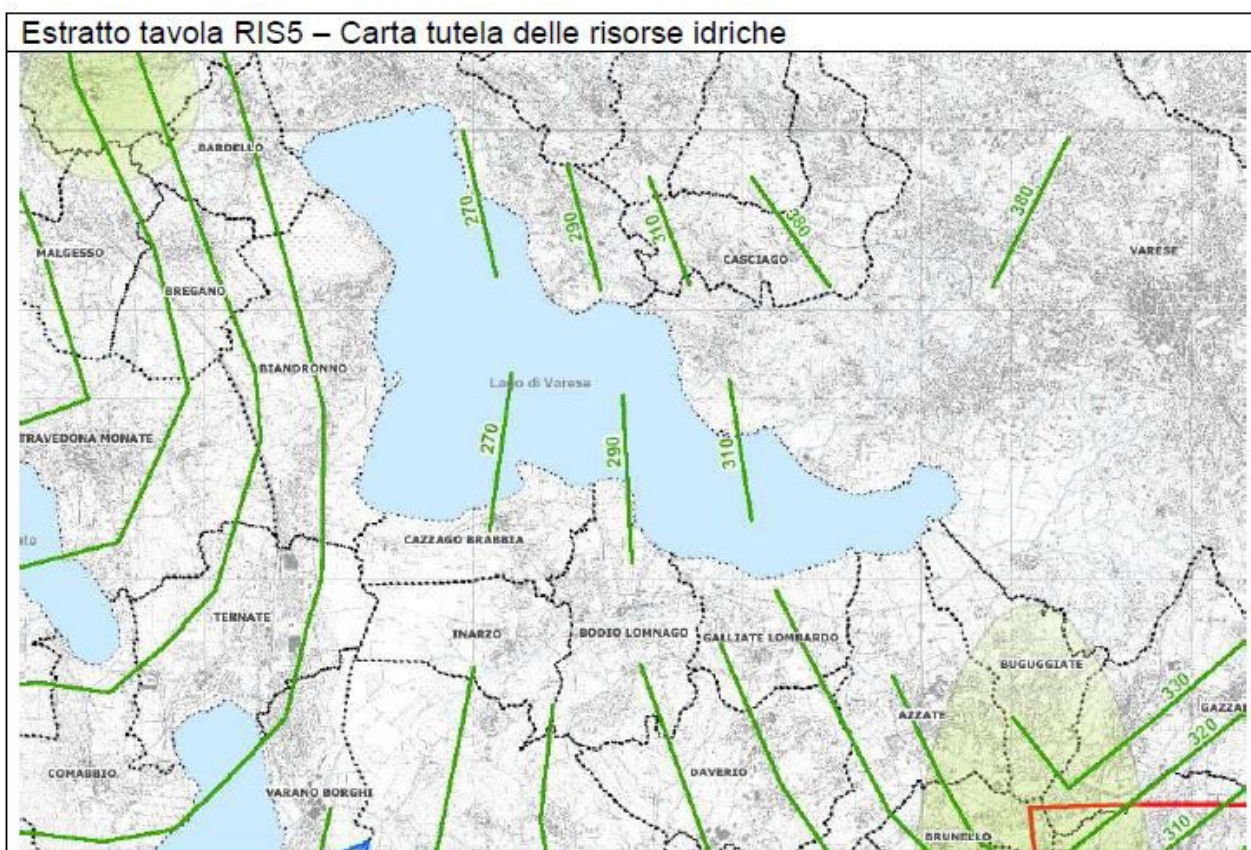 Estratto tavola RIS5 – Carta tutela delle risorse idriche
BARDELLO
270
290
310
380
380
MALGESSO
CASCIAGO
VARESE
BREGANO
BIANDRONNO
Lago di Varese
TRAVEDONA MONATE
270
290
310
CAZZAGO BRABBIA
TERNATE
INARZO
BODIO LOMNAGO
GALLIATE LOMBARDO
BUGUGGIATE
330
AZZATE
GAZZA
320
COMABBIO
DAVERIO
VARANO BORGHI
BRUNELLO
310